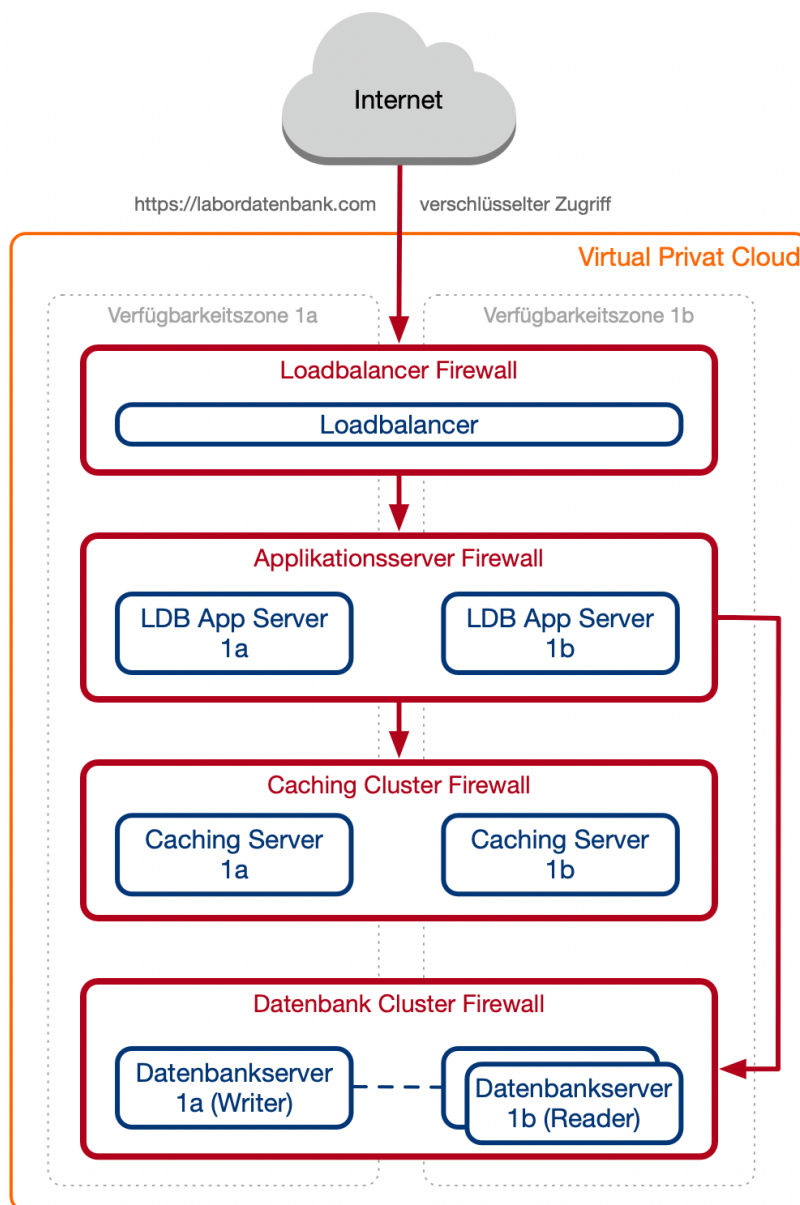 Internet
https://labordatenbank.com
verschlüsselter Zugriff
Virtual Privat Cloud
Verfügbarkeitszone 1a
Verfügbarkeitszone 1b
Loadbalancer Firewall
Loadbalancer
Applikationsserver Firewall
LDB App Server
1a
LDB App Server
1b
Caching Cluster Firewall
Caching Server
1a
Caching Server
1b
Datenbank Cluster Firewall
Datenbankserver
1a (Writer)
Datenbankserver
1b (Reader)